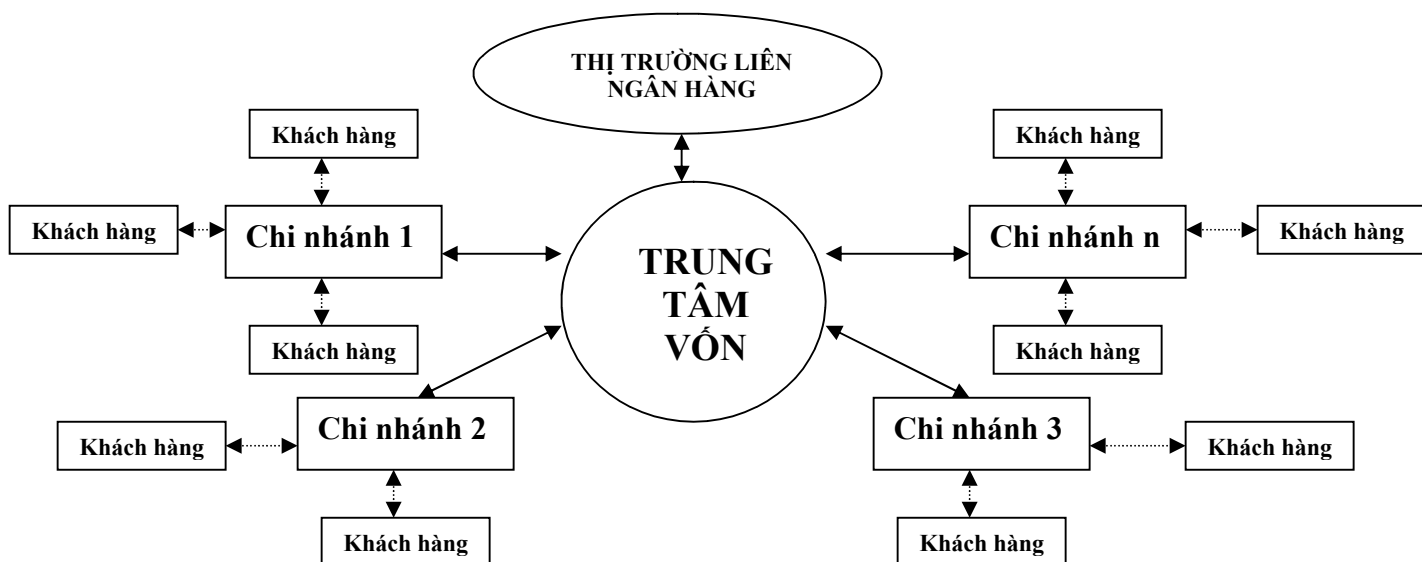 THỊ TRƯỜNG LIÊN
NGÂN HÀNG
Khách hàng
Khách hàng
Khách hàng
Chi nhánh 1
Chi nhánh n
Khách hàng
TRUNG
TÂM
VỐN
Khách hàng
Khách hàng
Chi nhánh 2
Chi nhánh 3
Khách hàng
Khách hàng
Khách hàng
Khách hàng
Khách hàng